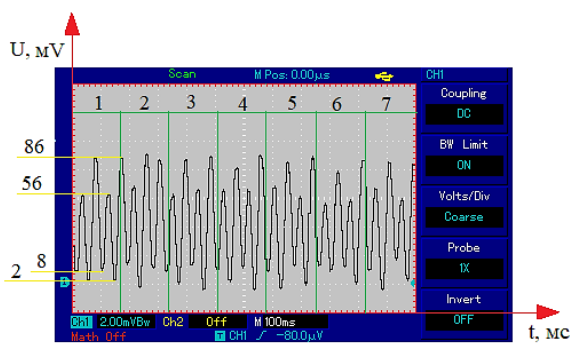 U, мV
Scan M Pos: 0.00µs CH1
1 2 3 4 5 6 7
Coupling
DC
86
BW Limit
ON
56
Volts/Div
Coarse
Probe
1X
8
2
D
Invert
OFF
Ch1 2.00mVBw Ch2 Off M 100ms
Math Off T CH1 / -80.0µV
t, мс